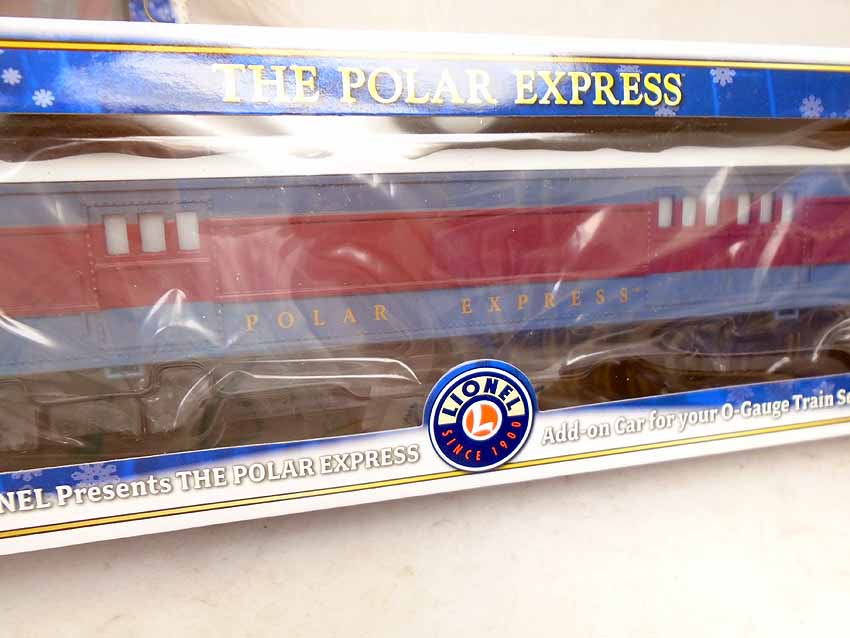 THE POLAR EXPRESS
POLAR EXPRESS
LIONEL
L
SINCE 1900
NEL Presents THE POLAR EXPRESS
Add-on Car for your O-Gauge Train Se